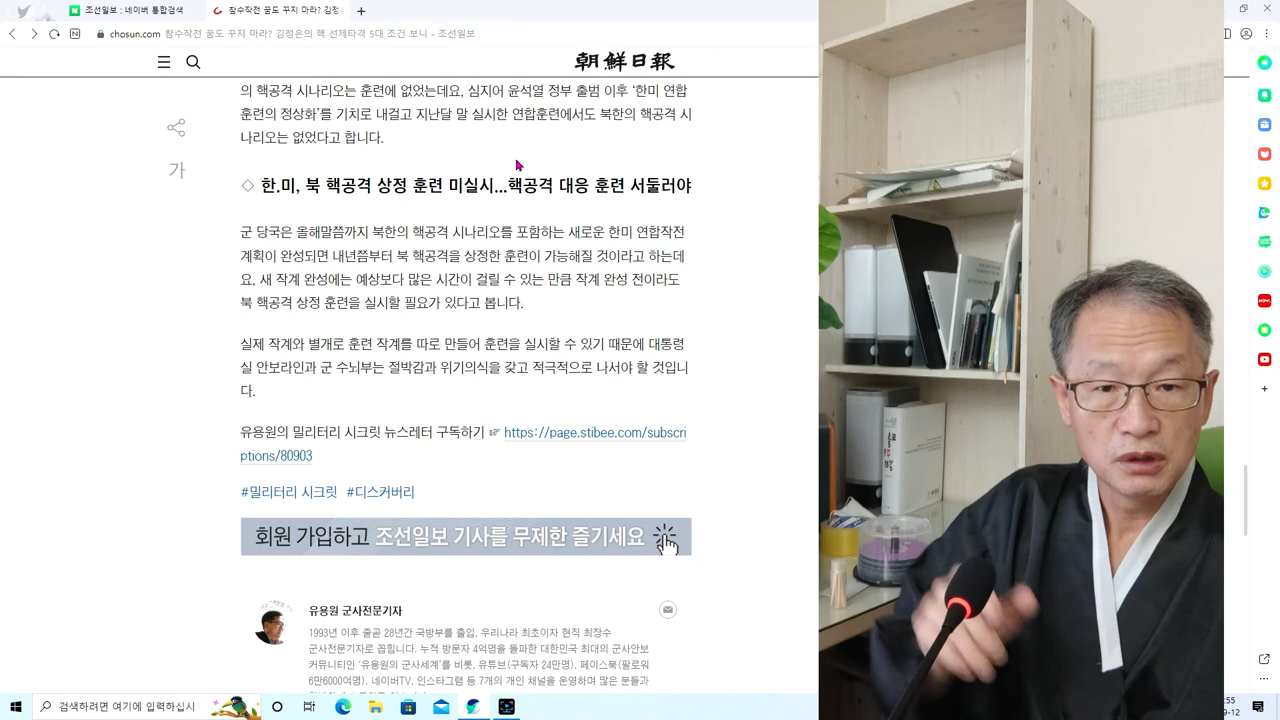 조선일보 : 네이버 통합검색
참수작전 꿈도 꾸지 마라? 김정은
chosun.com 참수작전 꿈도 꾸지 마라? 김정은의 핵 선제타격 5대 조건 보니 - 조선일보
朝鮮日報
가
의 핵공격 시나리오는 훈련에 없었는데요, 심지어 윤석열 정부 출범 이후 ‘한미 연합
훈련의 정상화’를 기치로 내걸고 지난달 말 실시한 연합훈련에서도 북한의 핵공격 시
나리오는 없었다고 합니다.
◇ 한.미, 북 핵공격 상정 훈련 미실시...핵공격 대응 훈련 서둘러야
군 당국은 올해말쯤까지 북한의 핵공격 시나리오를 포함하는 새로운 한미 연합작전
계획이 완성되면 내년쯤부터 북 핵공격을 상정한 훈련이 가능해질 것이라고 하는데
요, 새 작계 완성에는 예상보다 많은 시간이 걸릴 수 있는 만큼 작계 완성 전이라도
북 핵공격 상정 훈련을 실시할 필요가 있다고 봅니다.
실제 작계와 별개로 훈련 작계를 따로 만들어 훈련을 실시할 수 있기 때문에 대통령
실 안보라인과 군 수뇌부는 절박감과 위기의식을 갖고 적극적으로 나서야 할 것입니
다.
유용원의 밀리터리 시크릿 뉴스레터 구독하기 ☞ https://page.stibee.com/subscri
ptions/80903
#밀리터리 시크릿 #디스커버리
회원 가입하고 조선일보 기사를 무제한 즐기세요
유용원 군사전문기자
1993년 이후 줄곧 28년간 국방부를 출입, 우리나라 최초이자 현직 최장수
군사전문기자로 꼽힙니다. 누적 방문자 4억명을 돌파한 대한민국 최대의 군사안보
커뮤니티인 ‘유용원의 군사세계’를 비롯, 유튜브(구독자 24만명), 페이스북(팔로워
6만6000여명), 네이버TV, 인스타그램 등 7개의 개인 채널을 운영하며 많은 분들과
검색하려면 여기에 입력하십시
:55
9-12